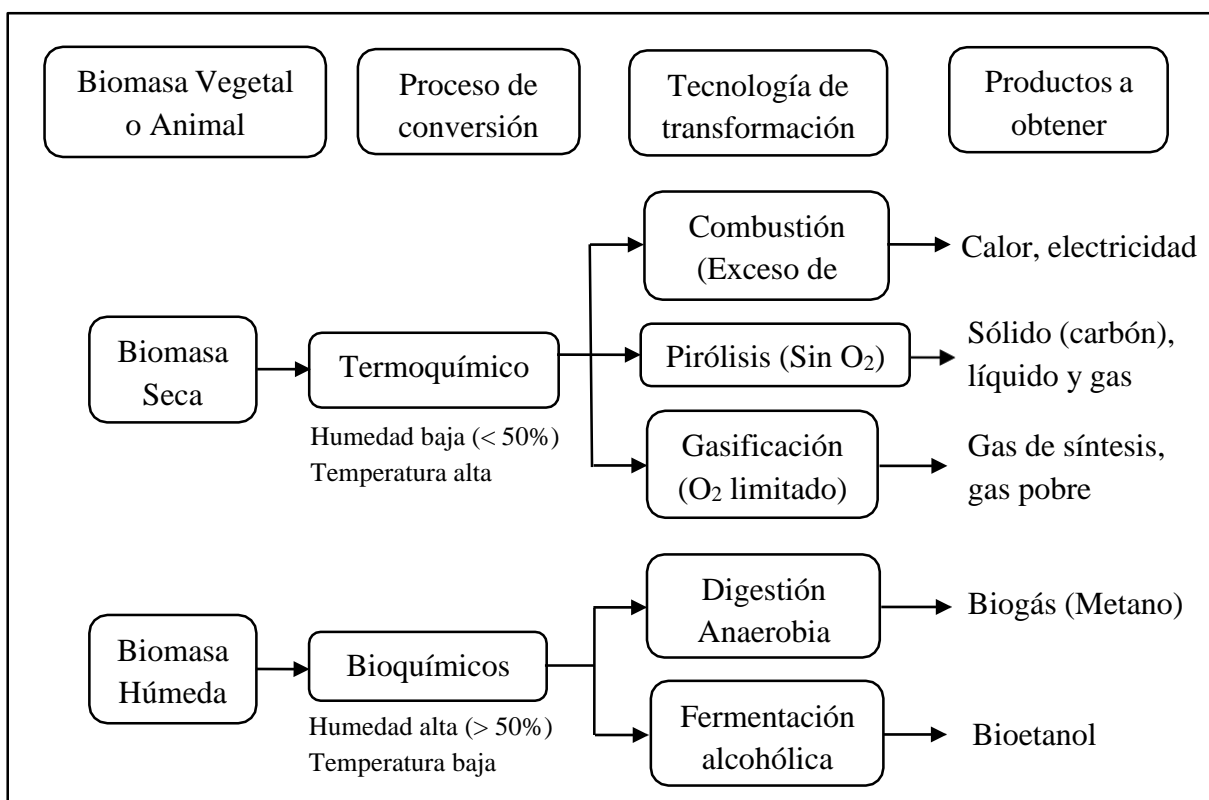 Biomasa Vegetal
o Animal
Proceso de
conversión
Tecnología de
transformación
Productos a
obtener
Combustión
(Exceso de
Calor, electricidad
Biomasa
Seca
Termoquímico
Humedad baja (< 50%)
Temperatura alta
Pirólisis (Sin O₂)
Sólido (carbón),
líquido y gas
Gasificación
(O₂ limitado)
Gas de síntesis,
gas pobre
Biomasa
Húmeda
Bioquímicos
Humedad alta (> 50%)
Temperatura baja
Digestión
Anaerobia
Biogás (Metano)
Fermentación
alcohólica
Bioetanol